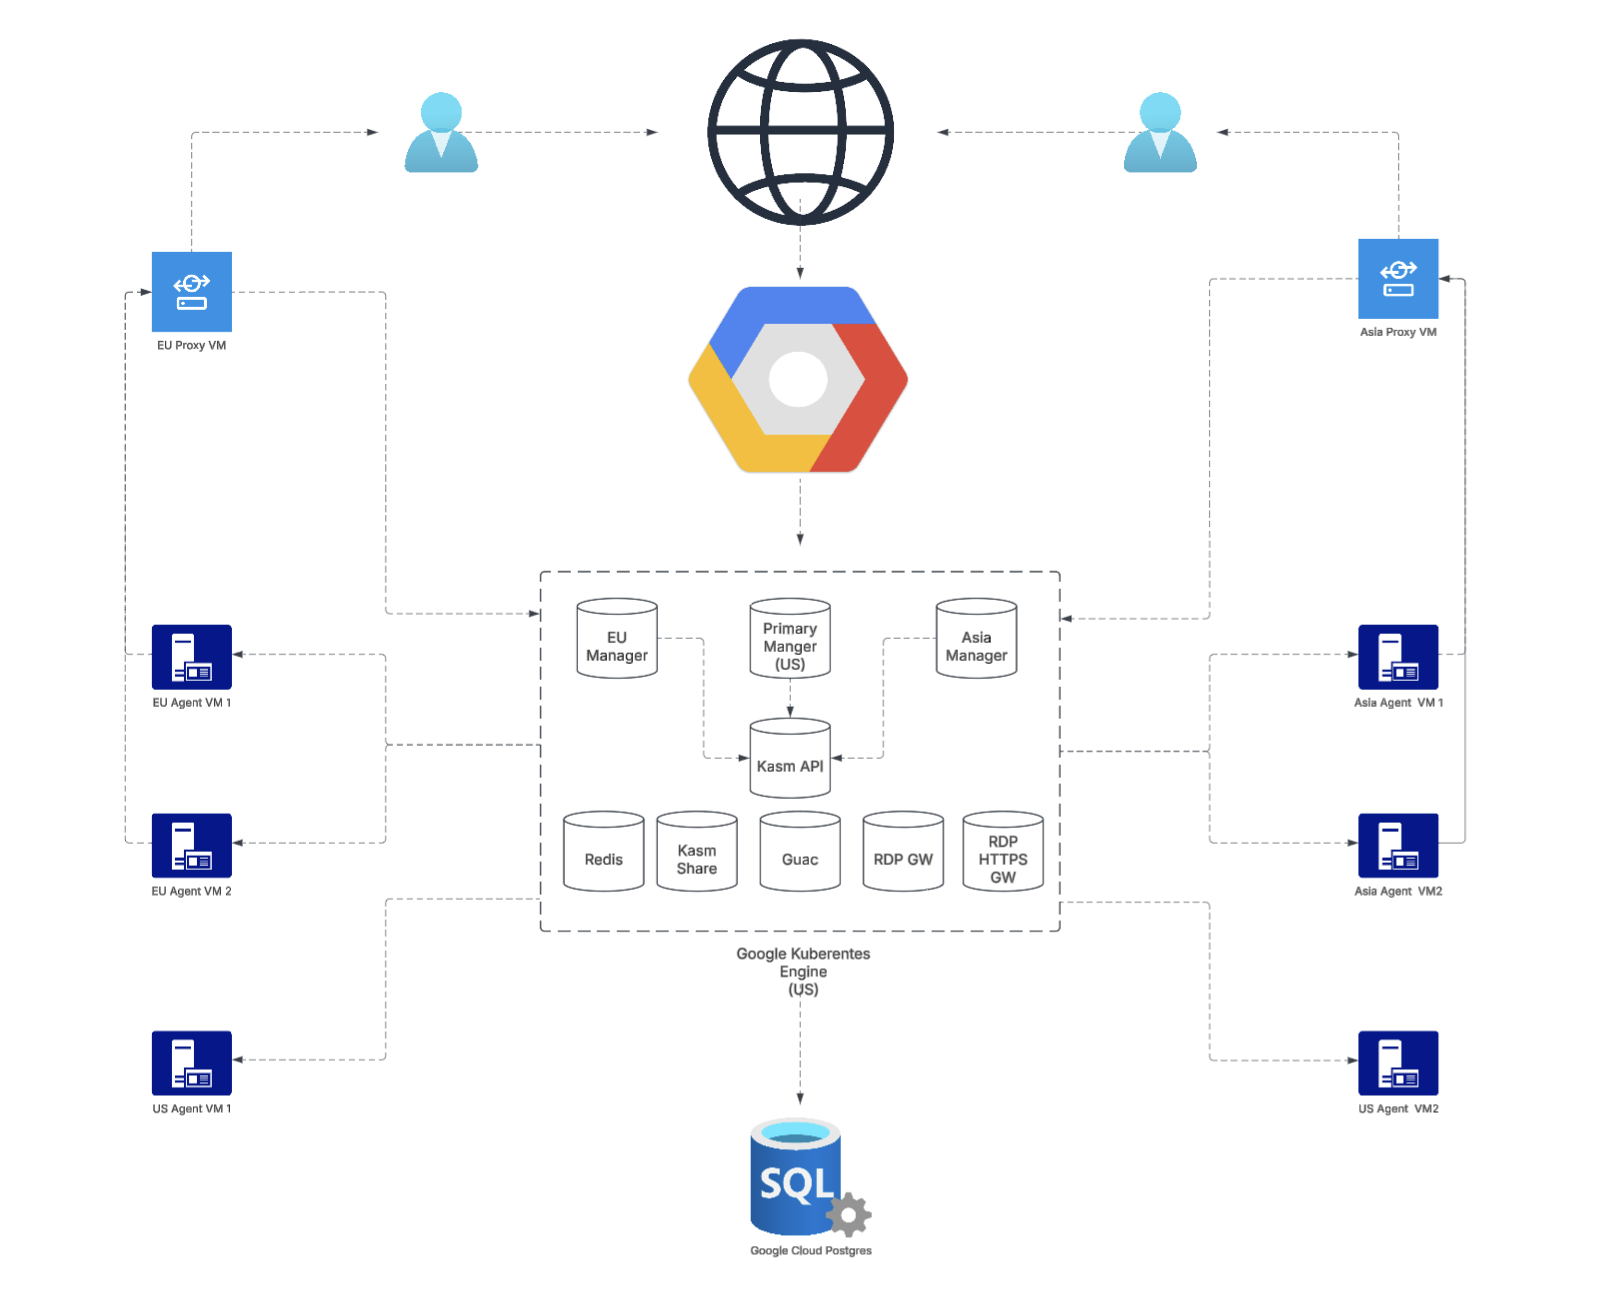 EU Proxy VM
Asia Proxy VM
EU
Manager
Primary
Manger
(US)
Asia
Manager
Kasm API
EU Agent VM 1
Asia Agent VM 1
Redis
Kasm
Share
Guac
RDP GW
RDP
HTTPS
GW
EU Agent VM 2
Asia Agent VM2
Google Kuberentes
Engine
(US)
US Agent VM 1
US Agent VM2
SQL
Google Cloud Postgres